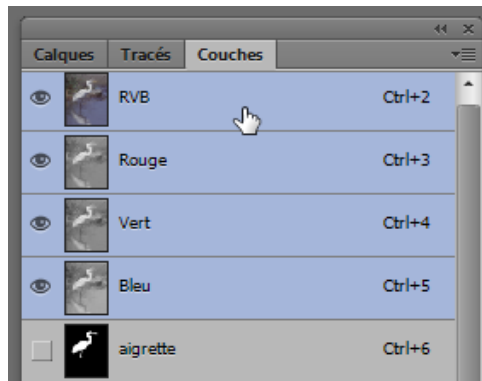 Calques Tracés Couches
RVB Ctrl+2
Rouge Ctrl+3
Vert Ctrl+4
Bleu Ctrl+5
aigrette Ctrl+6